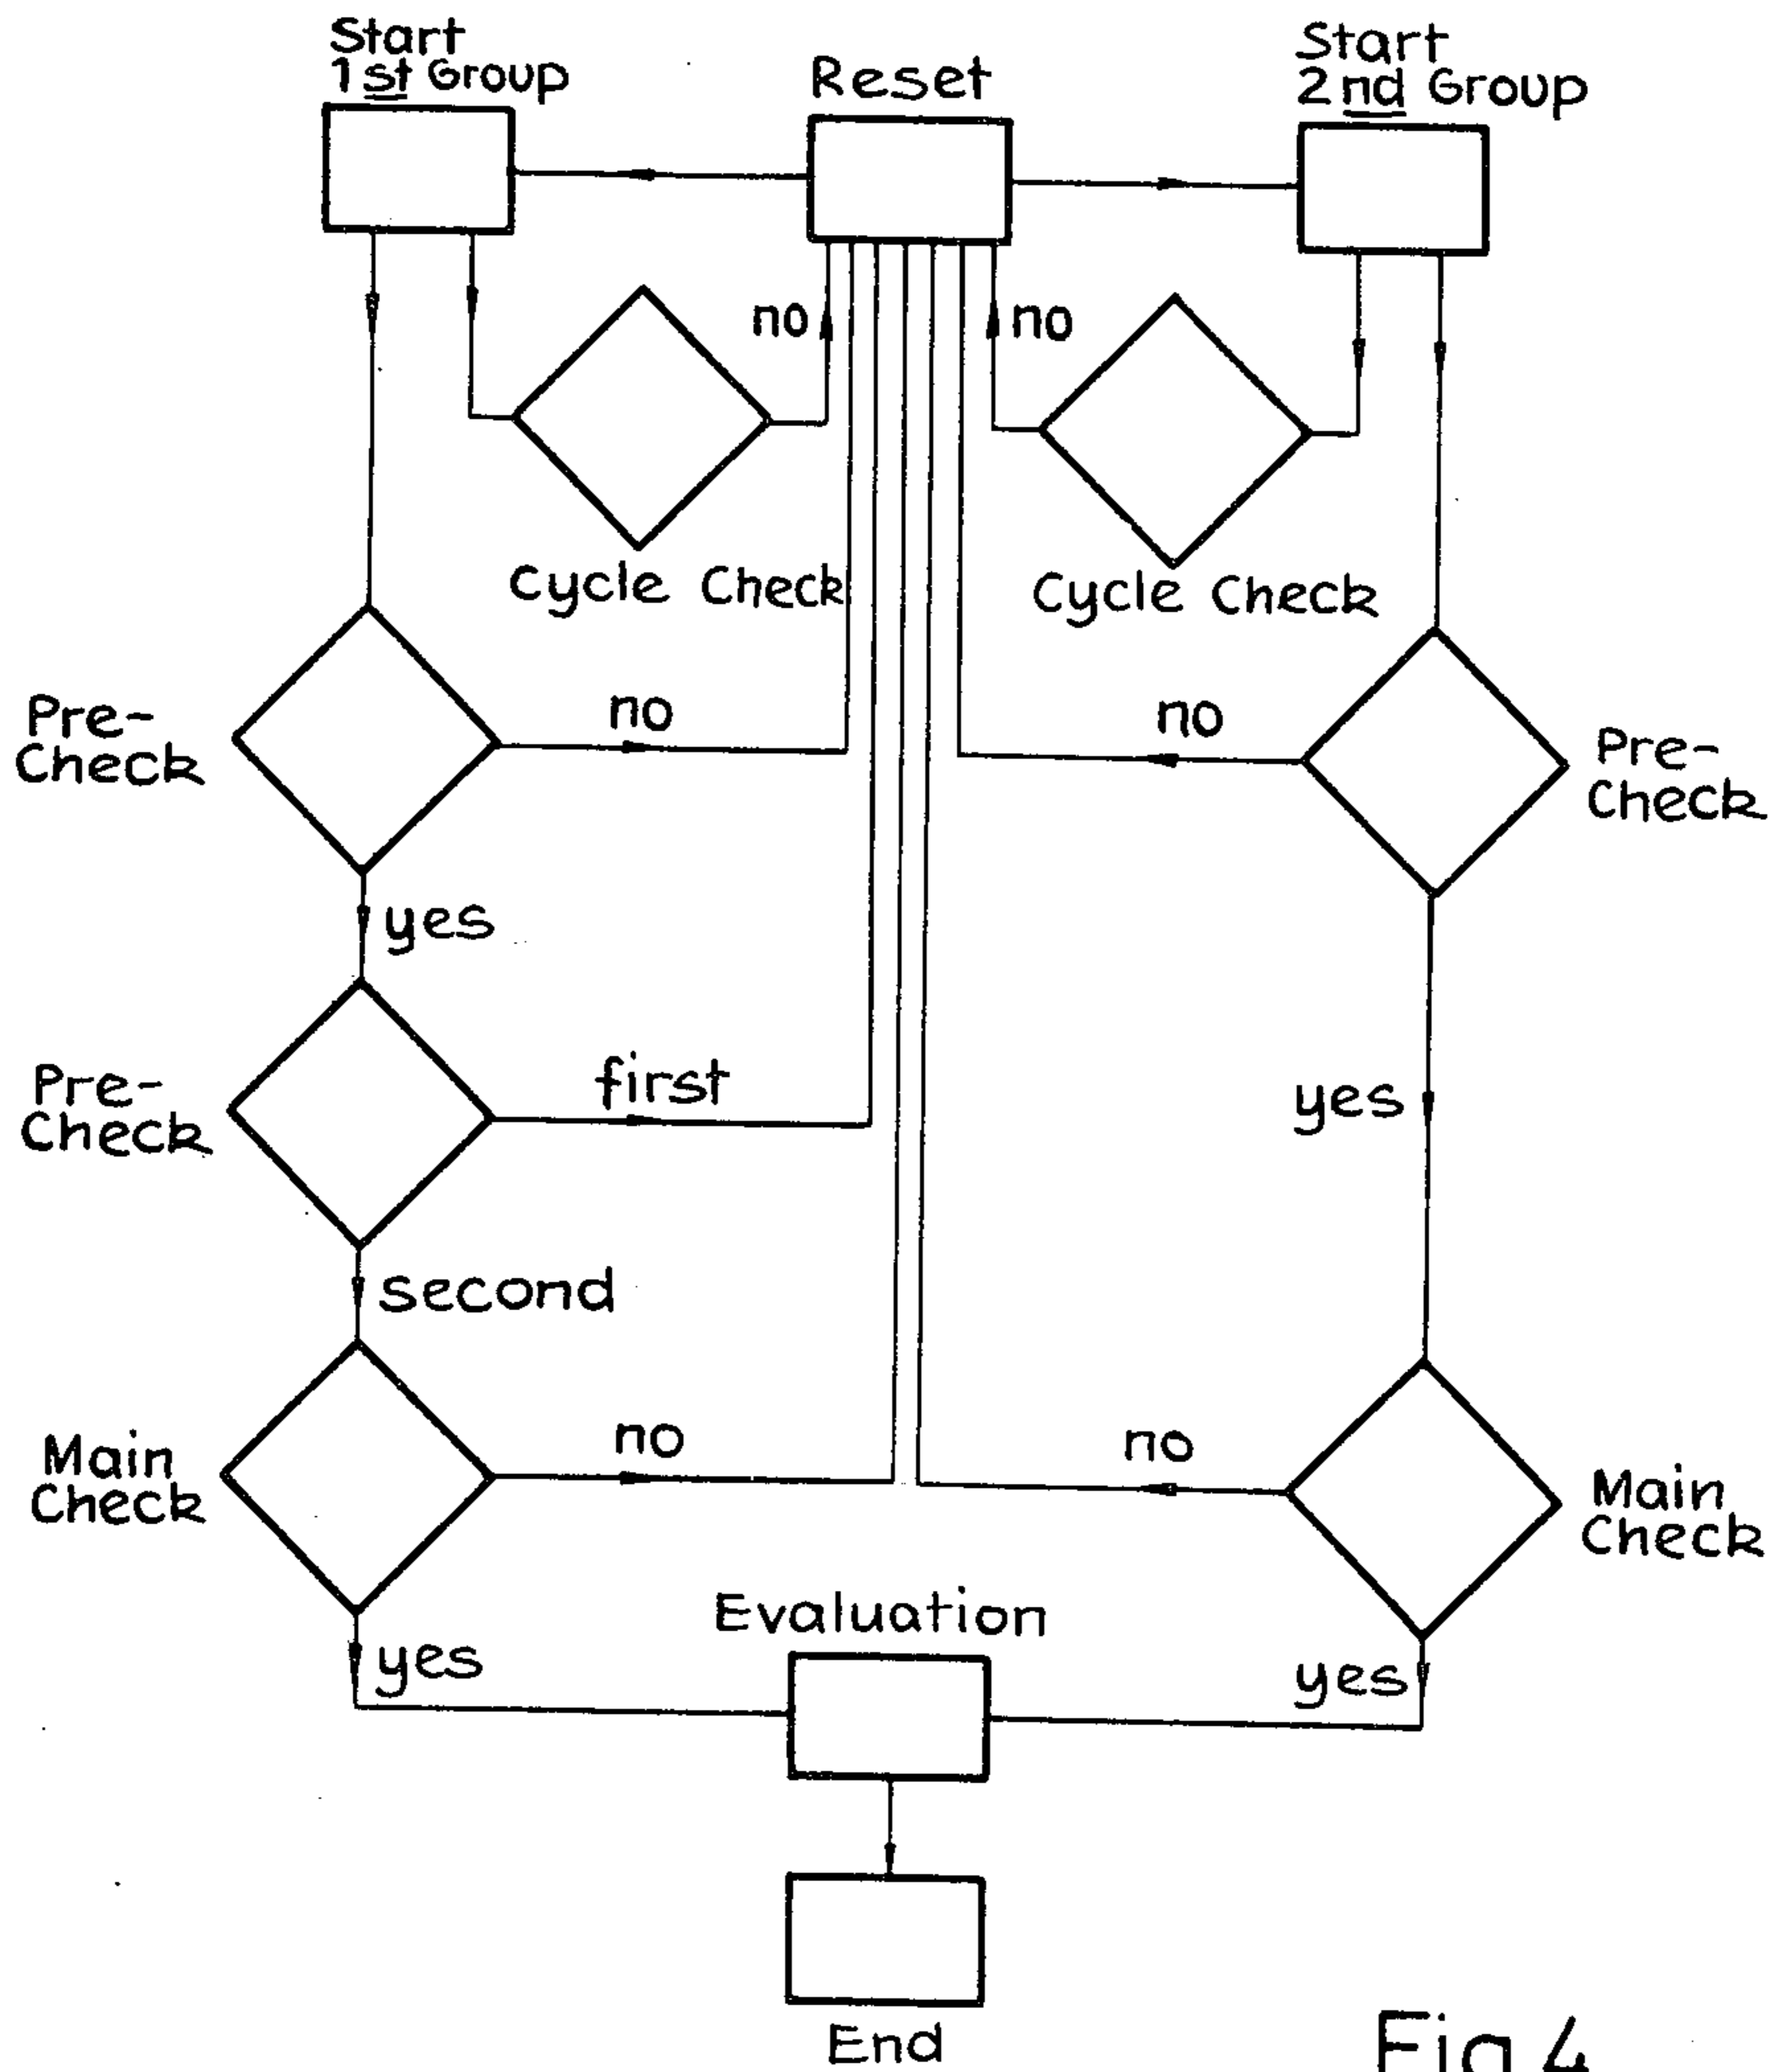 Start
1st Group
Reset
Start
2nd Group
no
no
Cycle Check
Cycle Check
Pre-
Check
no
no
Pre-
Check
yes
Pre-
Check
first
yes
second
Main
Check
no
no
Main
Check
Evaluation
yes
yes
End
Fig.4